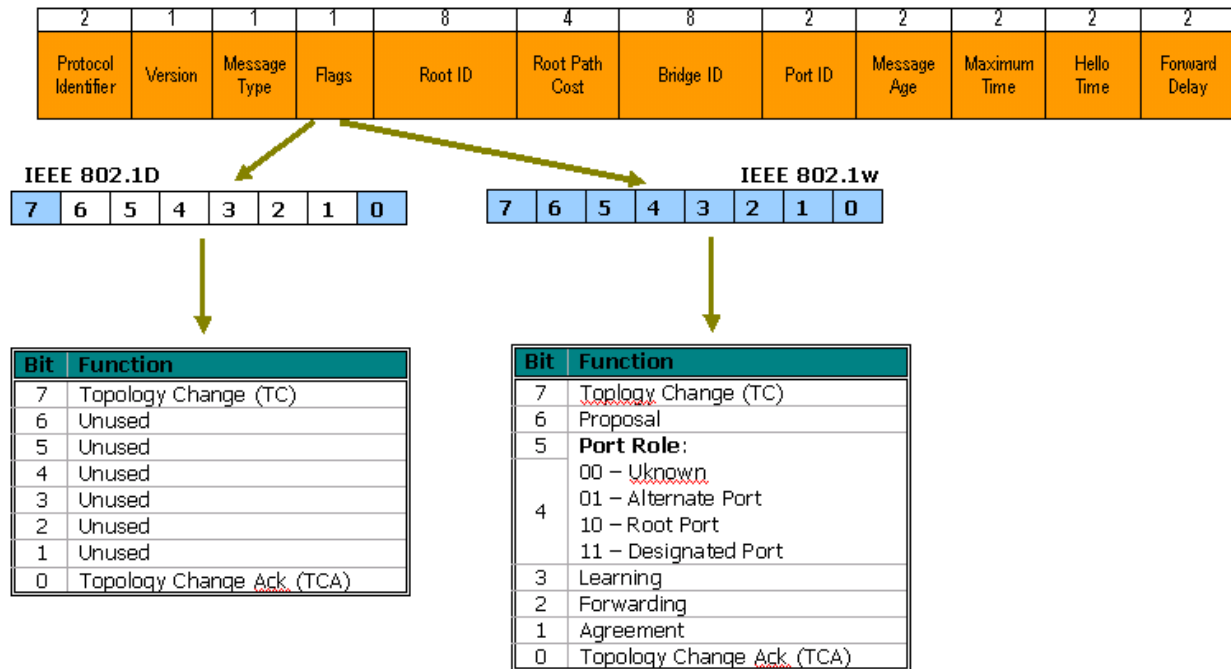 2 1 1 1 8 4 8 2 2 2 2 2
Protocol Identifier Version Message Type Flags Root ID Root Path Cost Bridge ID Port ID Message Age Maximum Time Hello Time Forward Delay
IEEE 802.1D
7 6 5 4 3 2 1 0
IEEE 802.1w
7 6 5 4 3 2 1 0
Bit Function
7 Topology Change (TC)
6 Unused
5 Unused
4 Unused
3 Unused
2 Unused
1 Unused
0 Topology Change Ack (TCA)
Bit Function
7 Toplogy Change (TC)
6 Proposal
5 Port Role:
4
00 – Uknown
01 – Alternate Port
10 – Root Port
11 – Designated Port
3 Learning
2 Forwarding
1 Agreement
0 Topology Change Ack (TCA)